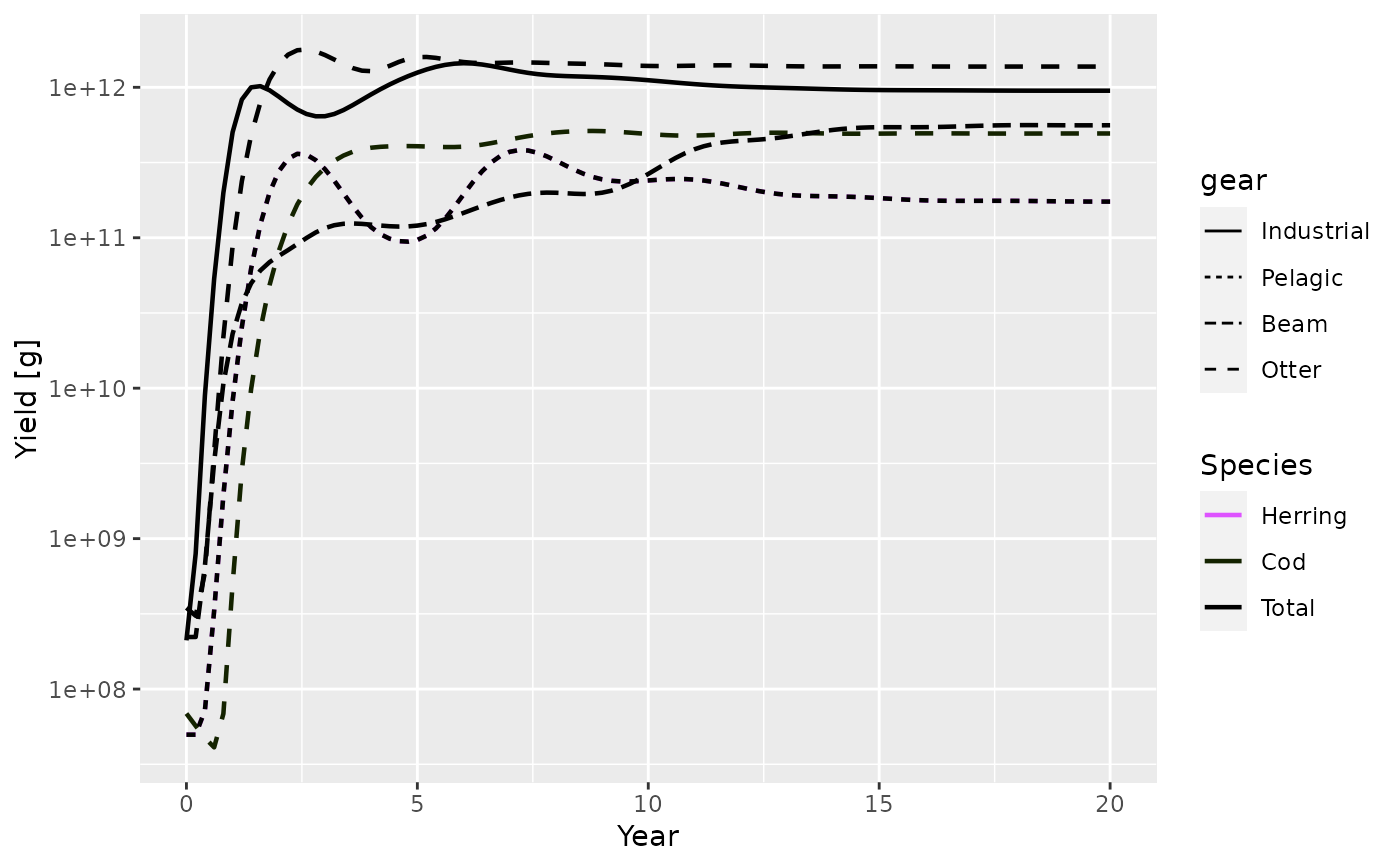 1e+12
1e+11
1e+10
1e+09
1e+08
Yield [g]
0 5 10 15 20
Year
gear
Industrial
Pelagic
Beam
Otter
Species
Herring
Cod
Total